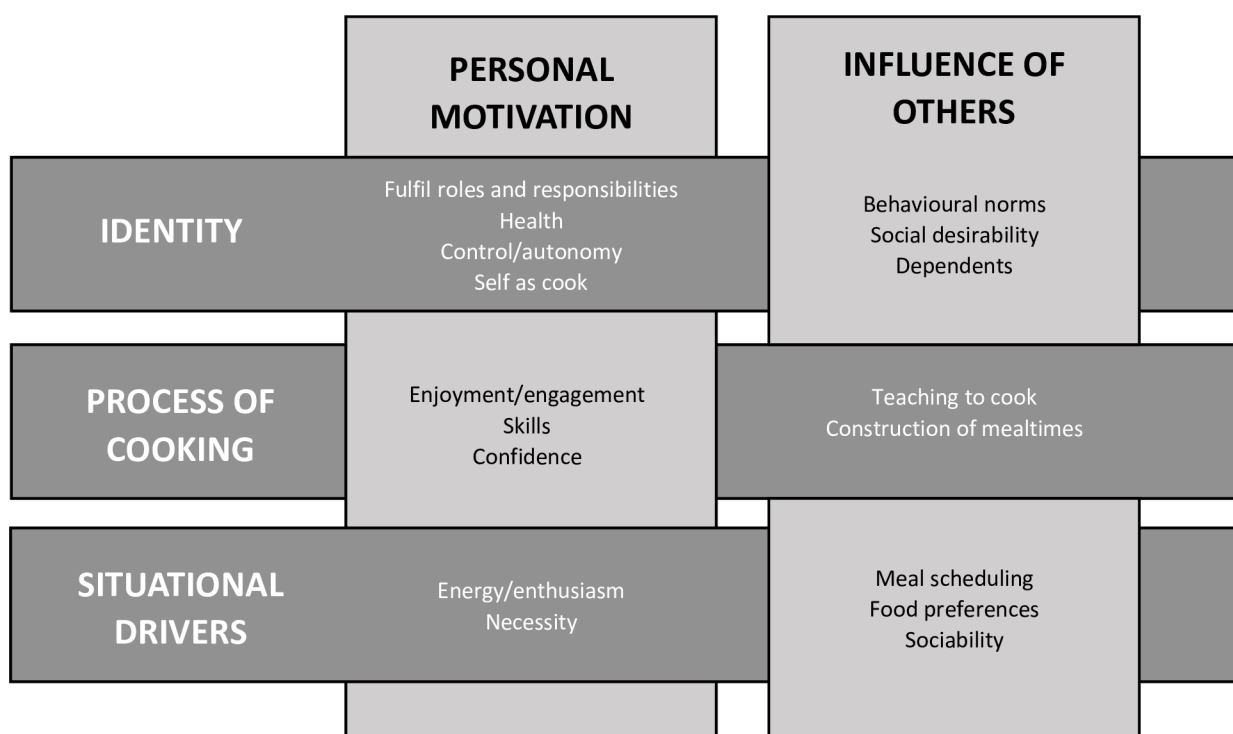 PERSONAL
MOTIVATION
INFLUENCE OF
OTHERS
IDENTITY
Fulfil roles and responsibilities
Health
Control/autonomy
Self as cook
Behavioural norms
Social desirability
Dependents
PROCESS OF
COOKING
Enjoyment/engagement
Skills
Confidence
Teaching to cook
Construction of mealtimes
SITUATIONAL
DRIVERS
Energy/enthusiasm
Necessity
Meal scheduling
Food preferences
Sociability